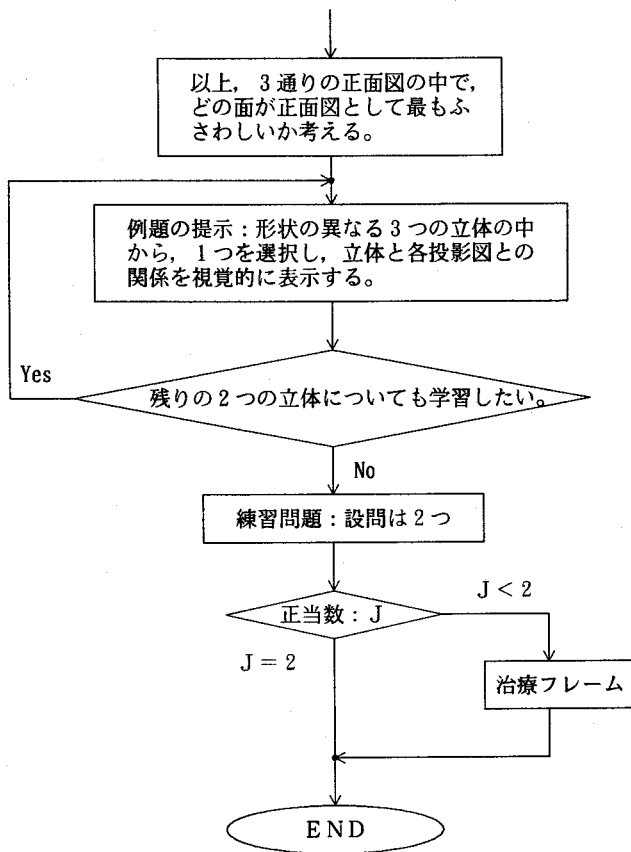 以上，3通りの正面図の中で，
どの面が正面図として最もふ
さわしいか考える。
例題の提示：形状の異なる3つの立体の中
から，1つを選択し，立体と各投影図との
関係を視覚的に表示する。
Yes
残りの2つの立体についても学習したい。
No
練習問題：設問は2つ
J＜2
正当数：J
J＝2
治療フレーム
END